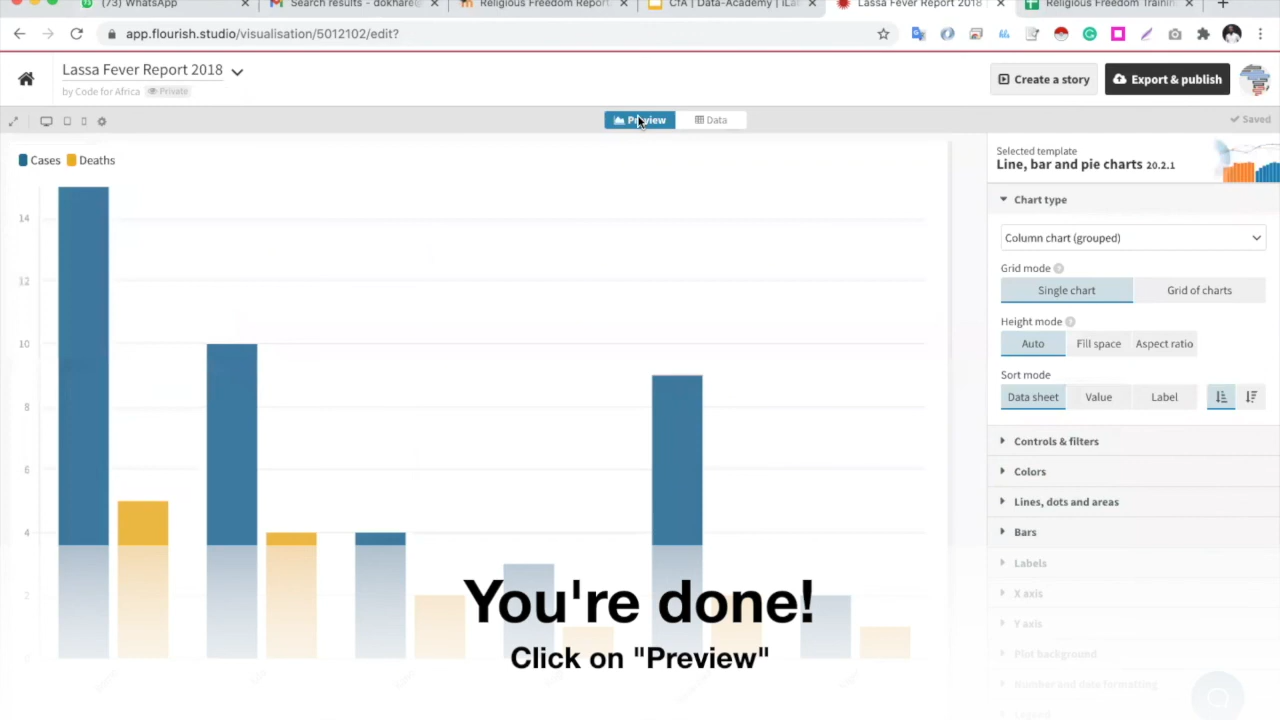 (73) WhatsApp
Search results - dokhare@
Religious Freedom Report
CfA | Data-Academy | iLa
Lassa Fever Report 2018
Religious Freedom Trainin
app.flourish.studio/visualisation/5012102/edit?
Lassa Fever Report 2018
by Code for Africa
Private
Create a story
Export & publish
Preview
Data
Saved
Cases
Deaths
14
12
10
8
6
4
2
Selected template
Line, bar and pie charts 20.2.1
Chart type
Column chart (grouped)
Grid mode
Single chart
Grid of charts
Height mode
Auto
Fill space
Aspect ratio
Sort mode
Data sheet
Value
Label
Controls & filters
Colors
Lines, dots and areas
Bars
Labels
X axis
Y axis
Plot background
Number and date formatting
Legend
You're done!
Click on "Preview"